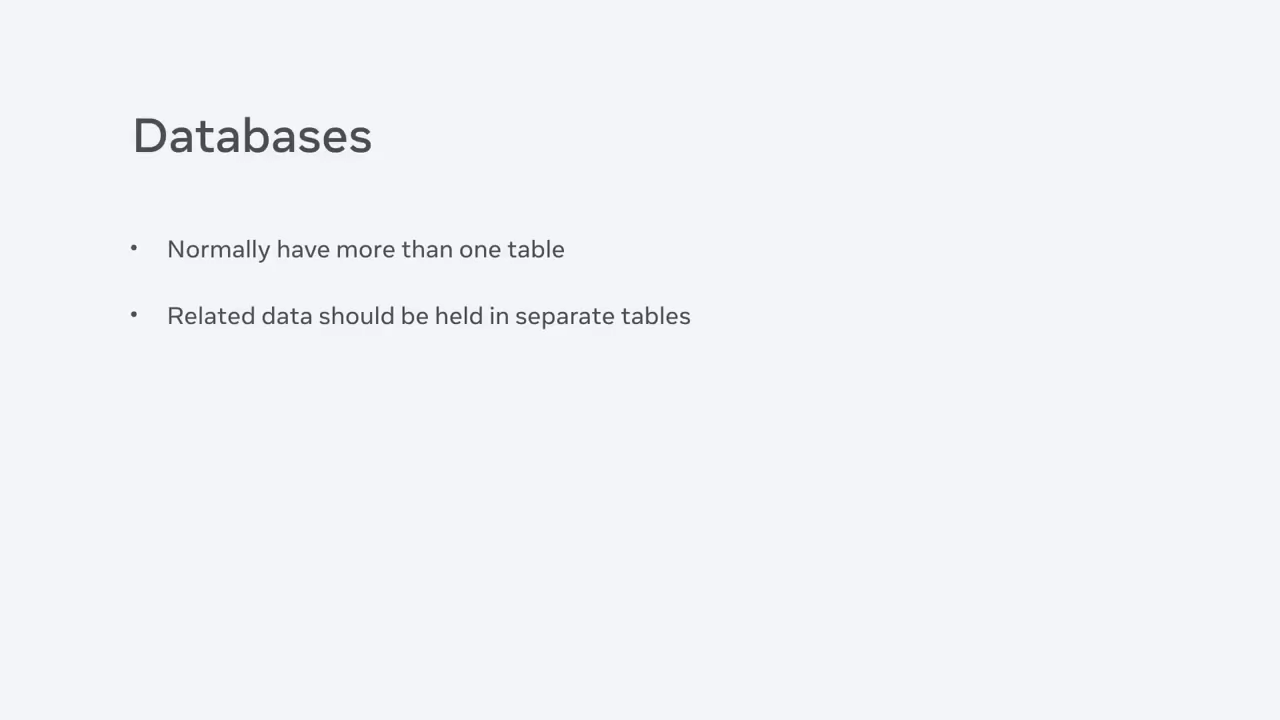 Databases
• Normally have more than one table
• Related data should be held in separate tables